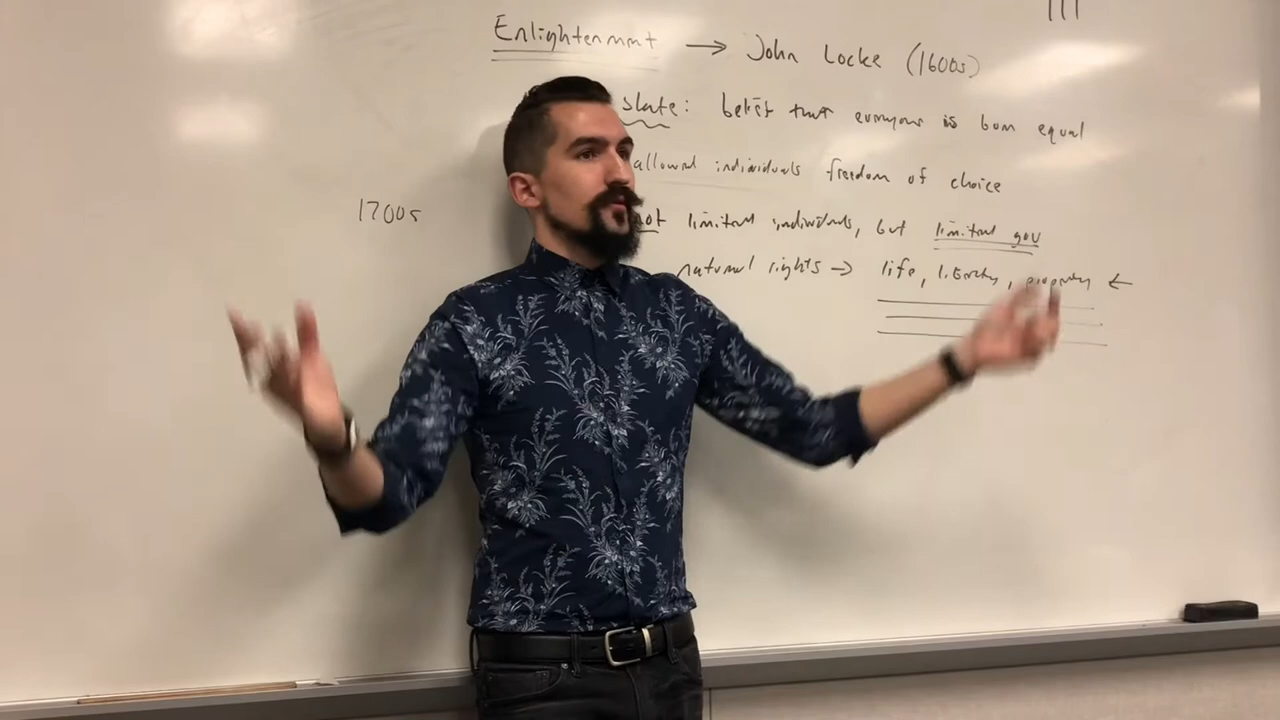 Enlightenment → John Locke (1600s)
slate: belief that everyone is born equal
allowed individuals freedom of choice
1700s
not limited individuals, but limited gov
natural rights → life, liberty, property ←